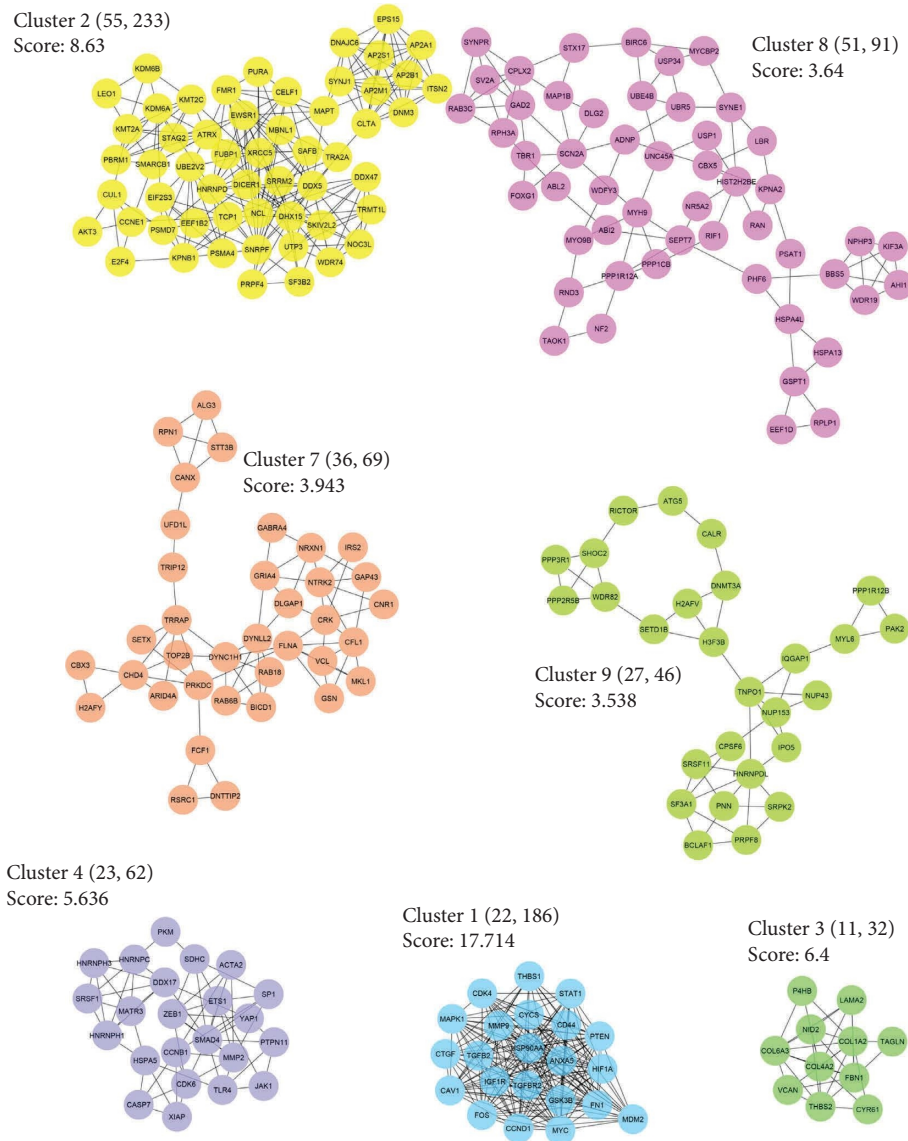 Cluster 2 (55, 233)
Score: 8.63
EPS15
DNAJC6
AP2A1
AP2S1
SYNJ1
AP2B1
AP2M1
ITSN2
CLTA
DNM3
KDM6B
PURA
LEO1
KMT2C
FMR1
CELF1
KDM6A
MAPT
EWSR1
KMT2A
STAG2
ATRX
MBNL1
PBRM1
SMARCB1
FUBP1
XRCC5
SAFB
TRA2A
UBE2V2
HNRNPD
DICER1
SRRM2
DDX5
DDX47
CUL1
EIF2S3
CCNE1
EEF1B2
TCP1
NCL
DHX15
SKIV2L2
TRMT1L
AKT3
PSMD7
UTP3
NOC3L
E2F4
KPNB1
PSMA4
SNRPF
WDR74
PRPF4
SF3B2
Cluster 8 (51, 91)
Score: 3.64
SYNPR
STX17
BIRC6
MYCBP2
CPLX2
USP34
SV2A
RAB3C
GAD2
MAP1B
UBE4B
UBR5
SYNE1
RPH3A
DLG2
TBR1
SCN2A
ADNP
USP1
LBR
UNC45A
CBX5
HIST2H2BE
KPNA2
FOXG1
ABL2
WDFY3
NR5A2
MYH9
RAN
MYO9B
ABI2
SEPT7
RIF1
PSAT1
NPHP3
KIF3A
PPP1R12A
PPP1CB
PHF6
BBS5
AHI1
RND3
WDR19
TAOK1
NF2
HSPA4L
HSPA13
GSPT1
EEF1D
RPLP1
Cluster 7 (36, 69)
Score: 3.943
ALG3
RPN1
STT3B
CANX
UFD1L
GABRA4
NRXN1
IRS2
TRIP12
GRIA4
NTRK2
GAP43
DLGAP1
CNR1
TRRAP
CRK
SETX
DYNLL2
FLNA
CFL1
CBX3
TOP2B
DYNC1H1
VCL
CHD4
RAB18
MKL1
H2AFY
ARID4A
PRKDC
RAB6B
BICD1
GSN
FCF1
RSRC1
DNTTIP2
Cluster 9 (27, 46)
Score: 3.538
RICTOR
ATG5
CALR
PPP3R1
SHOC2
PPP2R5B
WDR82
DNMT3A
H2AFV
SETD1B
H3F3B
PPP1R12B
MYL6
PAK2
IQGAP1
TNPO1
NUP43
NUP153
CPSF6
IPO5
SRSF11
HNRNPDL
SF3A1
PNN
SRPK2
BCLAF1
PRPF8
Cluster 4 (23, 62)
Score: 5.636
PKM
HNRNPH3
HNRNPC
SDHC
ACTA2
DDX17
SRSF1
ETS1
SP1
MATR3
ZEB1
YAP1
HNRNPH1
SMAD4
PTPN11
HSPA5
CCNB1
MMP2
CDK6
TLR4
JAK1
CASP7
XIAP
Cluster 1 (22, 186)
Score: 17.714
THBS1
CDK4
STAT1
MAPK1
MMP9
CYCS
CD44
PTEN
CTGF
TGFB2
HSP90AA1
ANXA5
HIF1A
CAV1
IGF1R
TGFBR2
GSK3B
FN1
FOS
CCND1
MYC
MDM2
Cluster 3 (11, 32)
Score: 6.4
P4HB
LAMA2
NID2
COL1A2
TAGLN
COL6A3
COL4A2
FBN1
VCAN
THBS2
CYR61